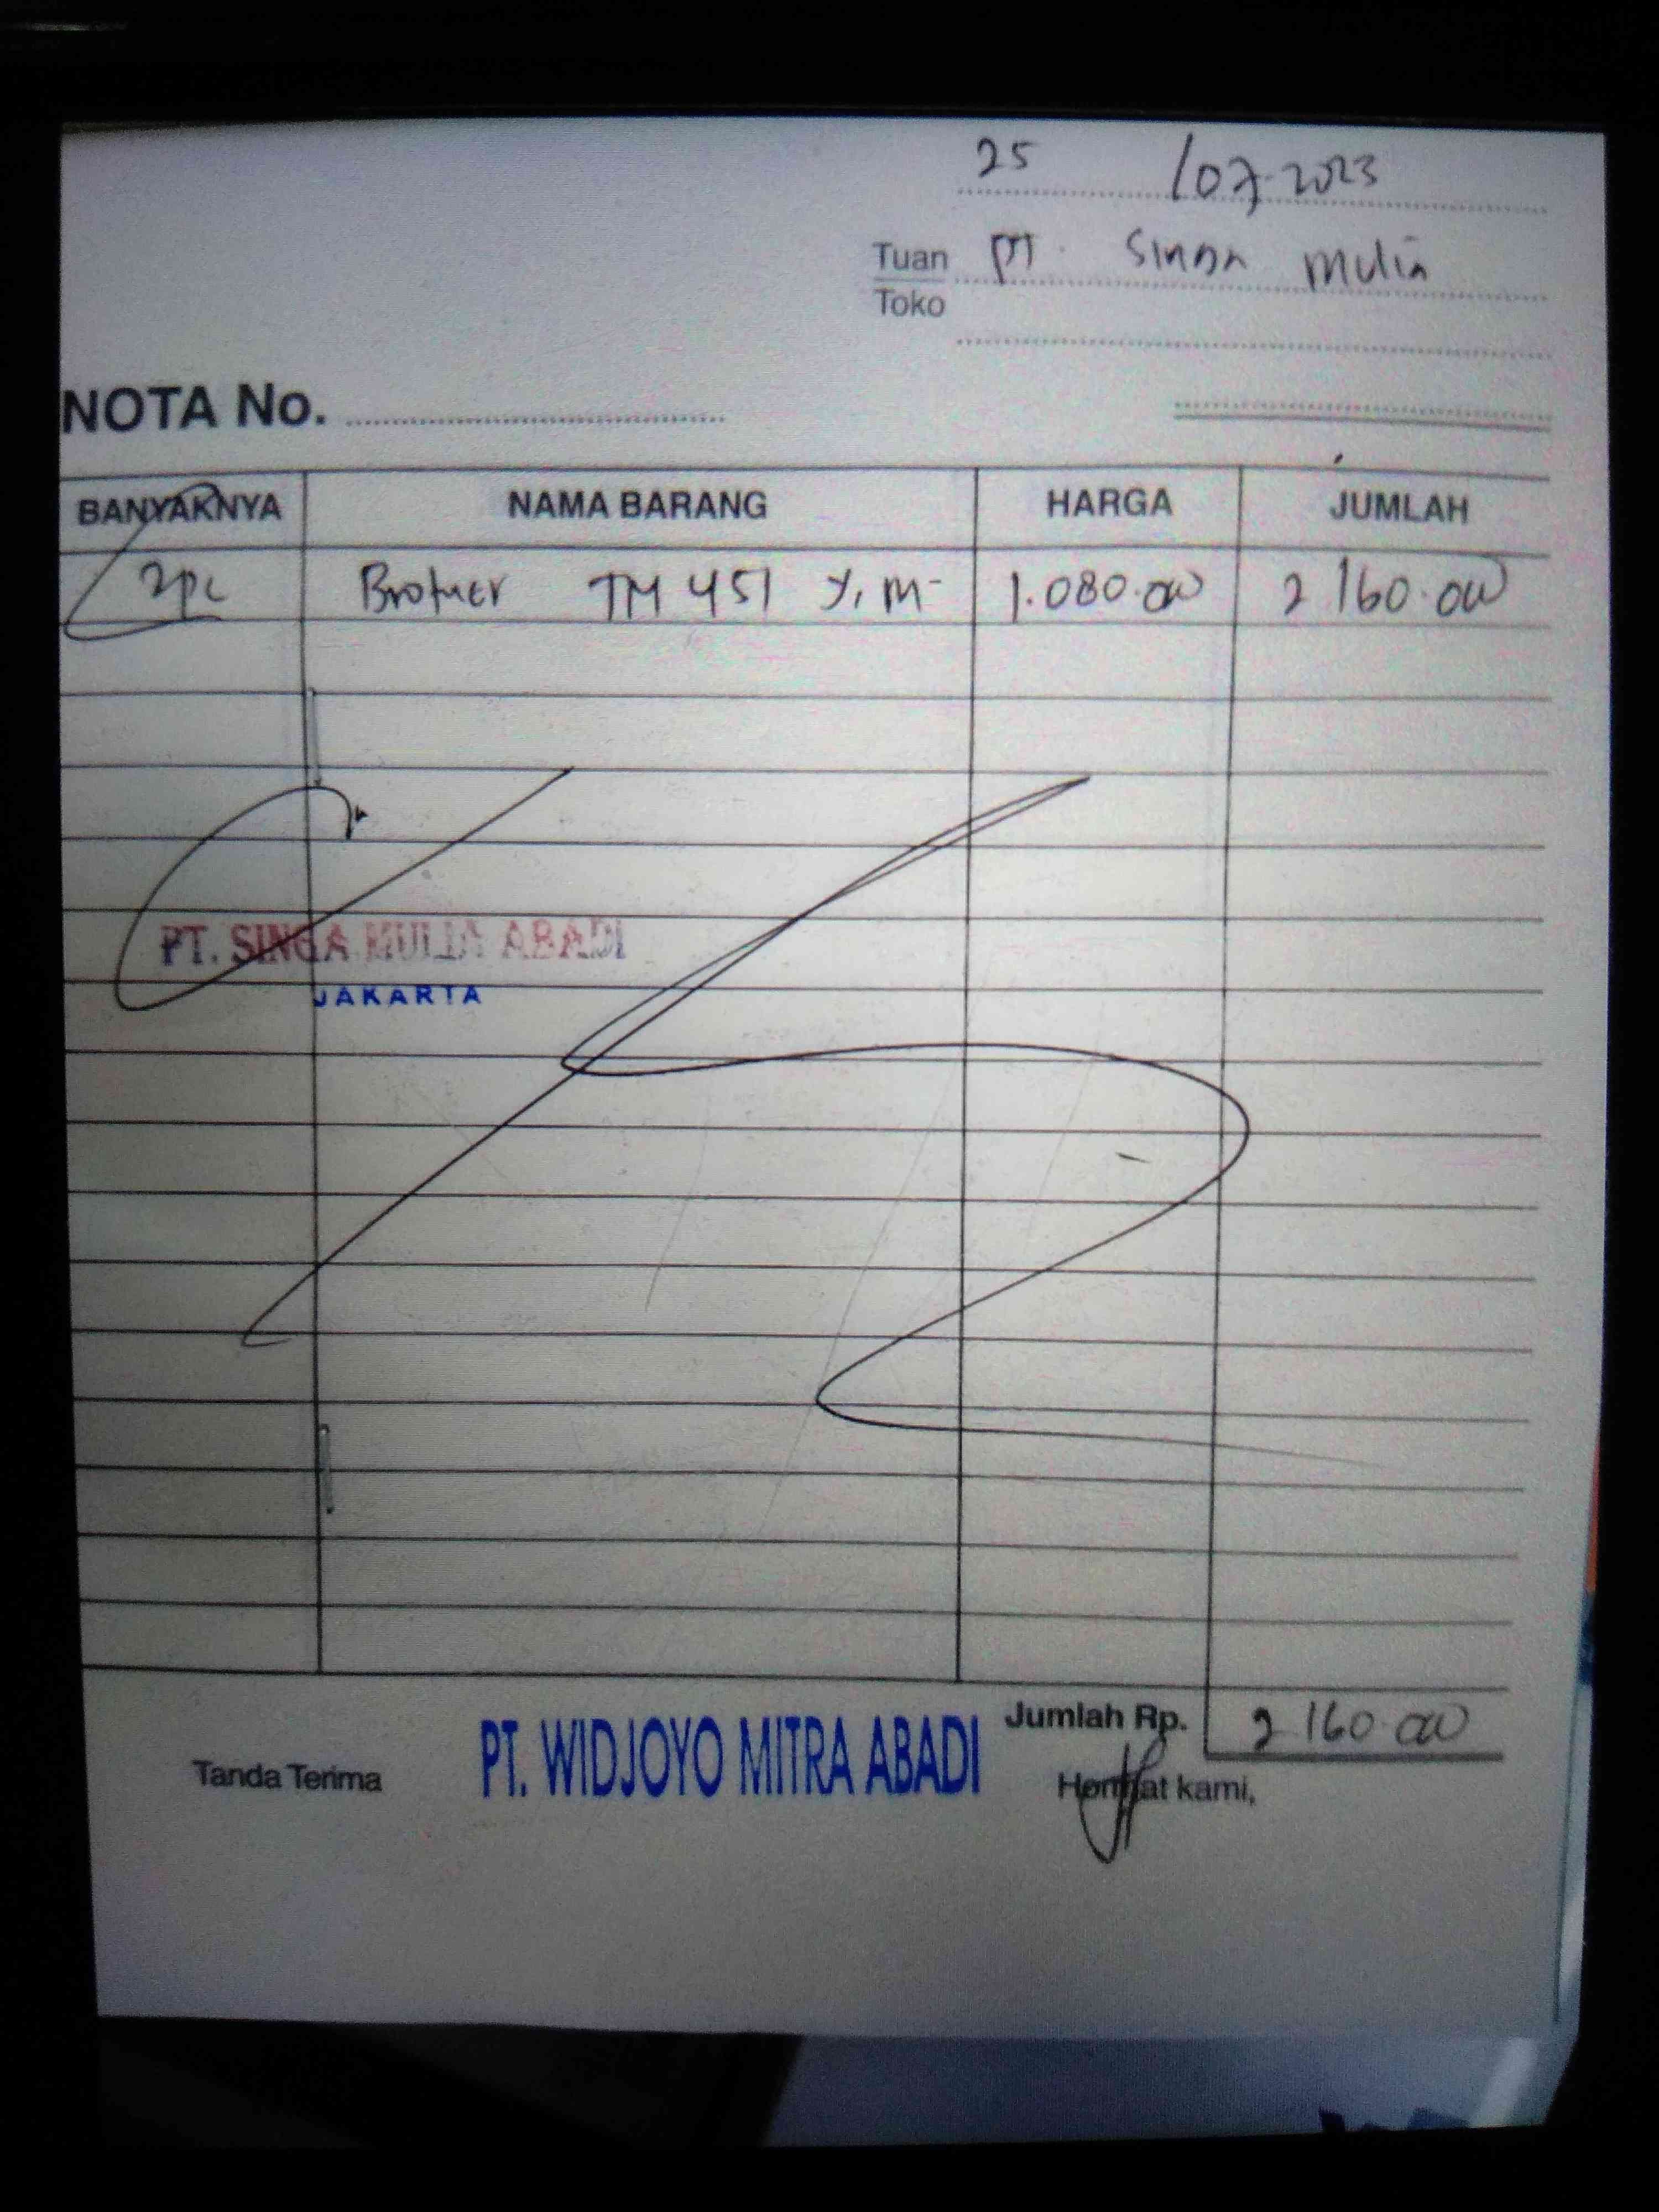 25 /07-2023
Tuan PT. Singa Mulia
Toko
NOTA No.
BANYAKNYA NAMA BARANG HARGA JUMLAH
2pc Brother TM 451 Y, M- 1.080.000 2 160.000
PT. SINGA MULIA ABADI
JAKARTA
Jumlah Rp. 2 160.000
Tanda Terima PT. WIDJOYO MITRA ABADI Hormat kami,